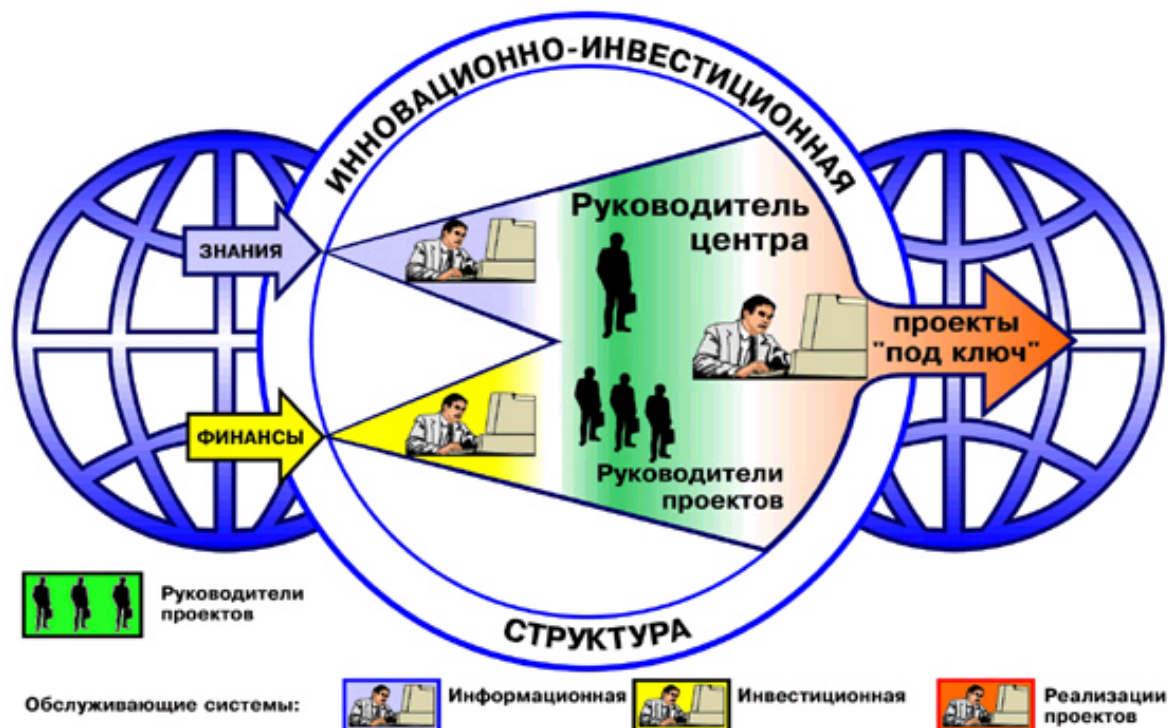 ИННОВАЦИОННО-ИНВЕСТИЦИОННАЯ
ЗНАНИЯ
Руководитель
центра
проекты
"под ключ"
ФИНАНСЫ
Руководители
проектов
СТРУКТУРА
Руководители
проектов
Обслуживающие системы:
Информационная
Инвестиционная
Реализации
проектов